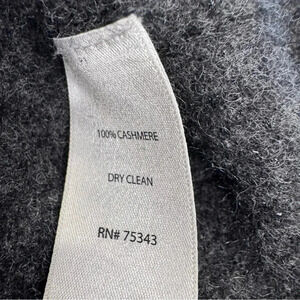 100% CASHMERE
DRY CLEAN
RN# 75343